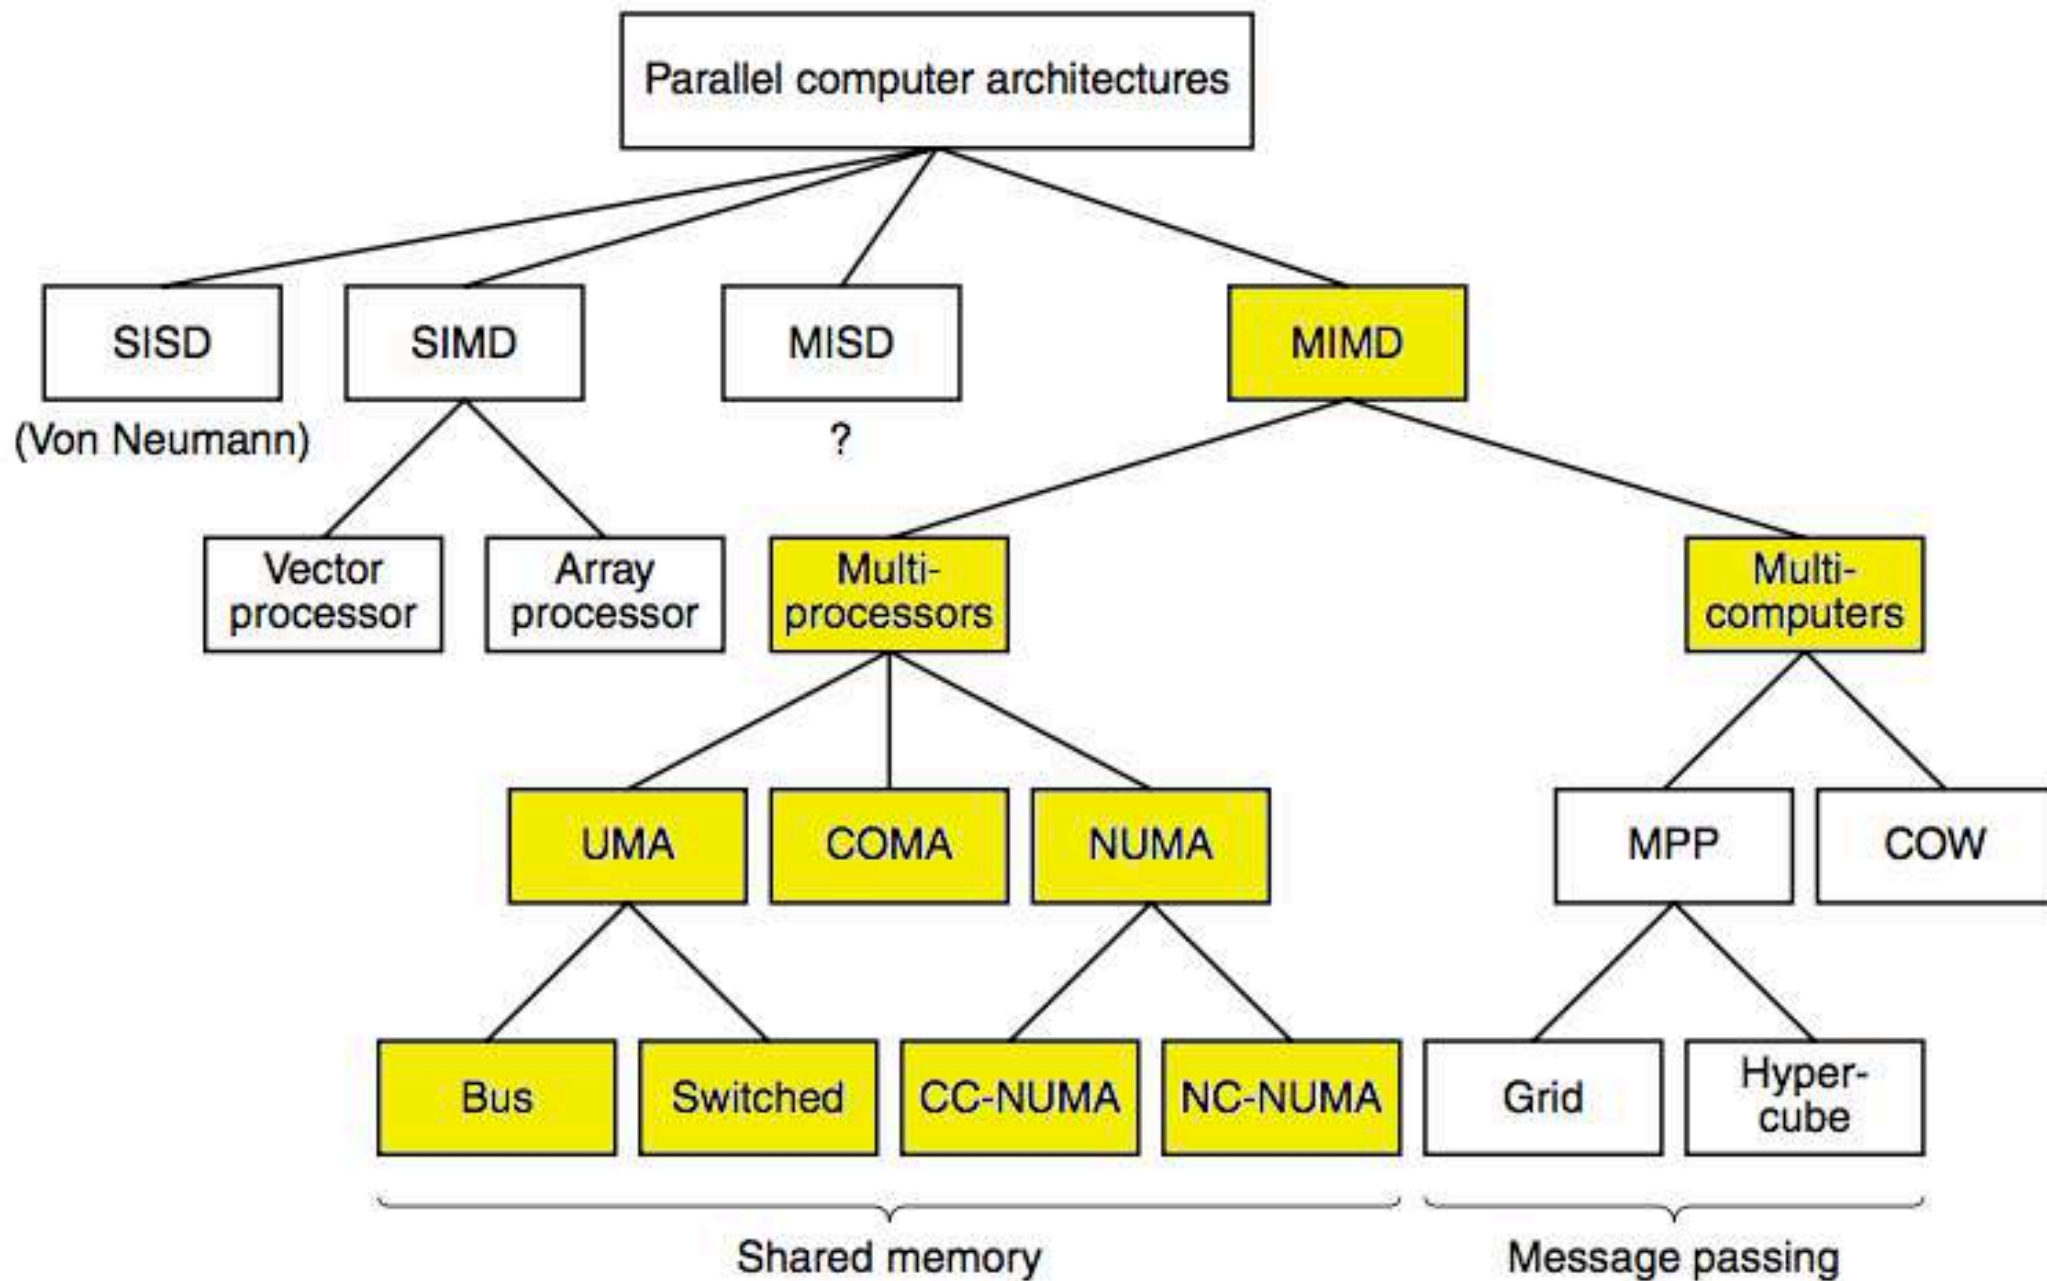 Parallel computer architectures
SISD
SIMD
MISD
MIMD
(Von Neumann)
?
Vector
processor
Array
processor
Multi-
processors
Multi-
computers
UMA
COMA
NUMA
MPP
COW
Bus
Switched
CC-NUMA
NC-NUMA
Grid
Hyper-
cube
Shared memory
Message passing